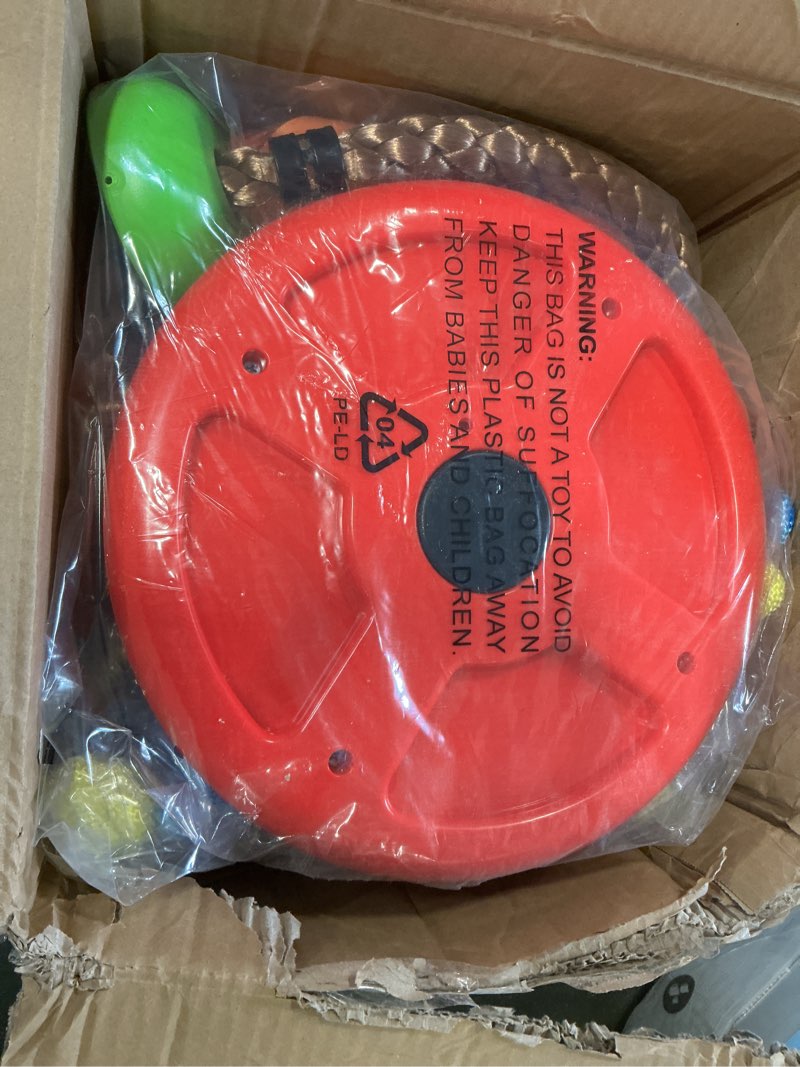 WARNING:
THIS BAG IS NOT A TOY TO AVOID
DANGER OF SUFFOCATION
KEEP THIS PLASTIC BAG AWAY
FROM BABIES AND CHILDREN.
04
PE-LD